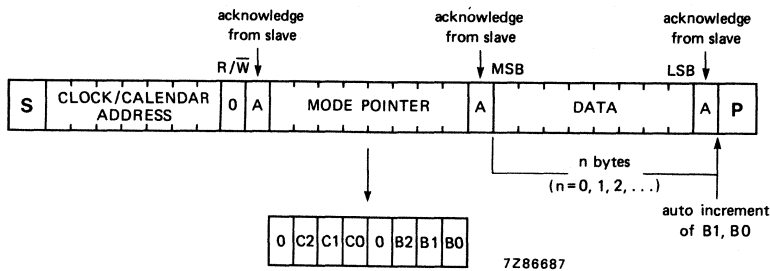 acknowledge
from slave
acknowledge
from slave
acknowledge
from slave
R/W̅
MSB
LSB
S
CLOCK/CALENDAR
ADDRESS
0
A
MODE POINTER
A
DATA
A
P
n bytes
(n=0, 1, 2, ...)
auto increment
of B1, B0
0 C2 C1 C0 0 B2 B1 B0
7Z86687